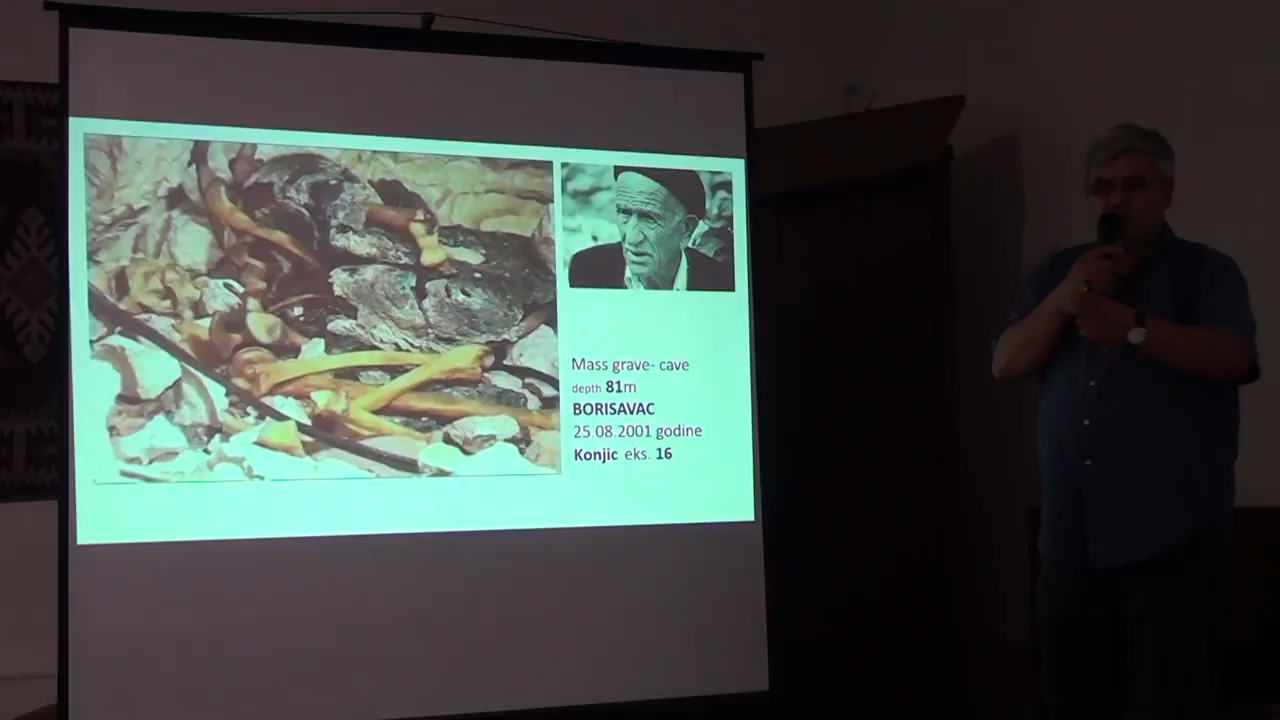 Mass grave- cave
depth 81m
BORISAVAC
25.08.2001 godine
Konjic eks. 16